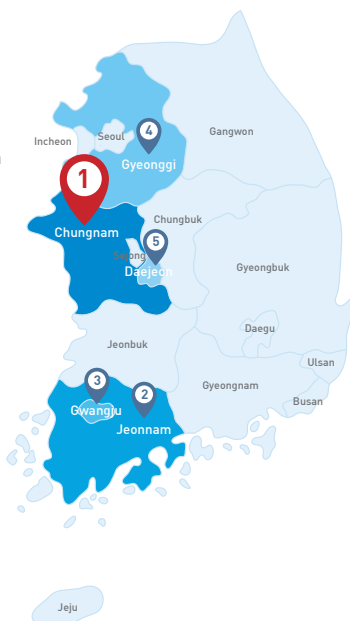 4
Gangwon
Seoul
Incheon
Gyeonggi
1
Chungbuk
Chungnam
5
Sejong
Daejeon
Gyeongbuk
Daegu
Jeonbuk
Ulsan
3
2
Gyeongnam
Busan
Gwangju
Jeonnam
Jeju